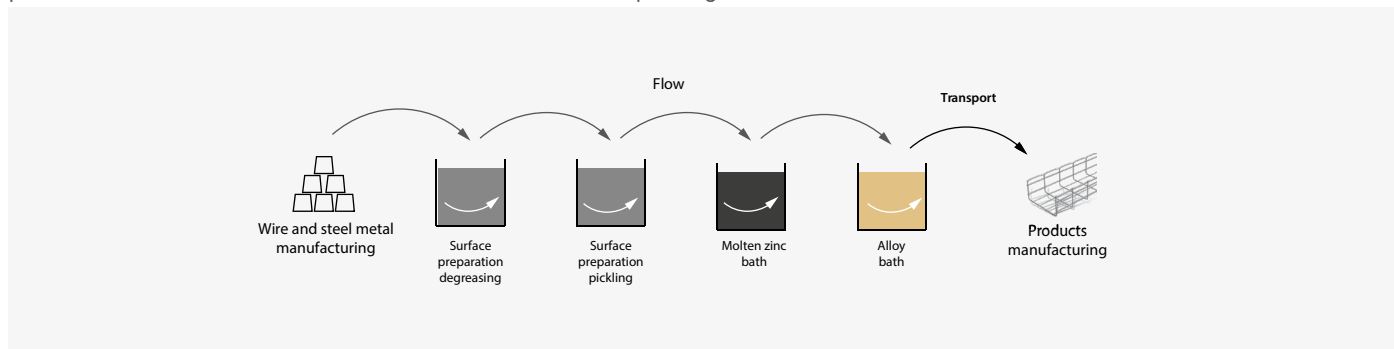 Flow
Transport
Wire and steel metal
manufacturing
Surface
preparation
degreasing
Surface
preparation
pickling
Molten zinc
bath
Alloy
bath
Products
manufacturing